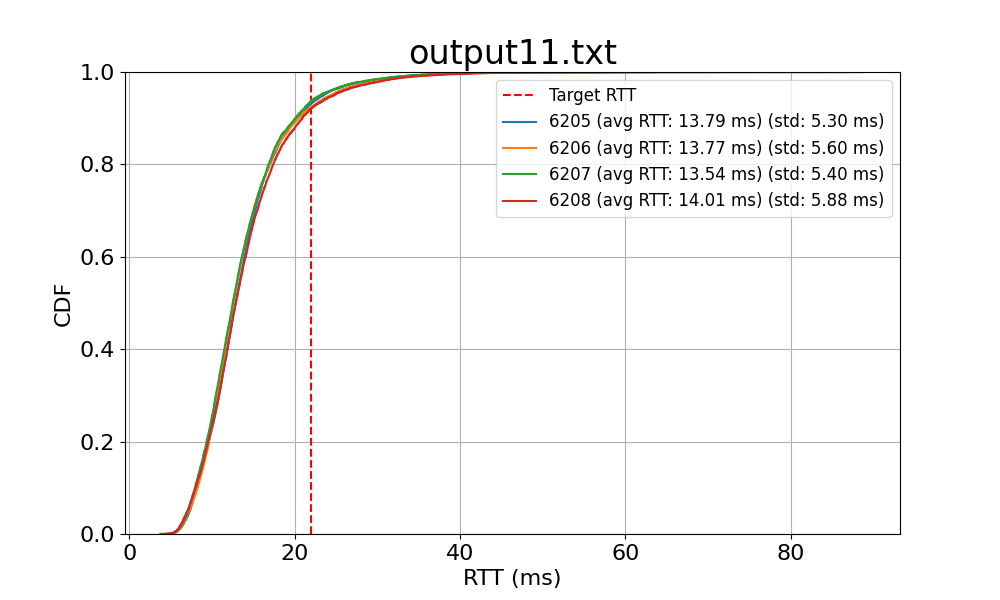 output11.txt
1.0
0.8
0.6
0.4
0.2
0.0
CDF
Target RTT
6205 (avg RTT: 13.79 ms) (std: 5.30 ms)
6206 (avg RTT: 13.77 ms) (std: 5.60 ms)
6207 (avg RTT: 13.54 ms) (std: 5.40 ms)
6208 (avg RTT: 14.01 ms) (std: 5.88 ms)
0 20 40 60 80
RTT (ms)